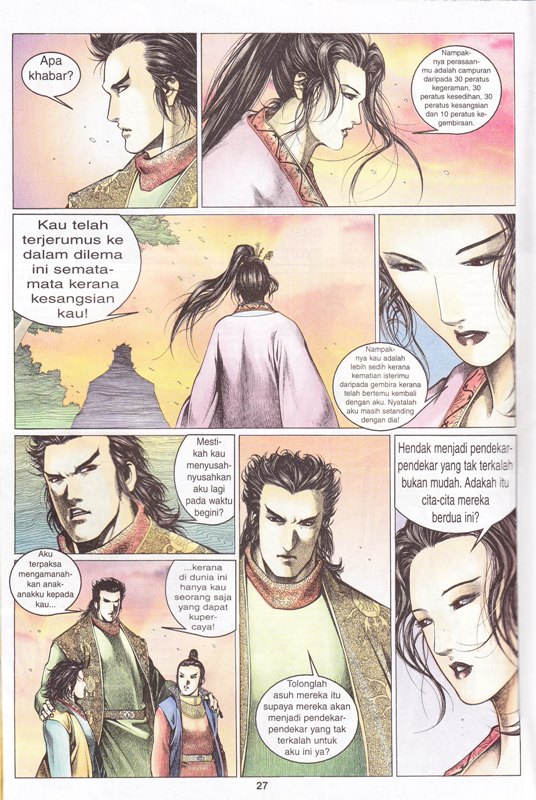 Apa
khabar?
Nampak-
nya perasaan-
mu adalah campuran
daripada 30 peratus
kegeraman, 30
peratus kesedihan, 30
peratus kesangsian
dan 10 peratus ke-
gembiraan.
Kau telah
terjerumus ke
dalam dilema
ini semata-
mata kerana
kesangsian
kau!
Nampak-
nya kau adalah
lebih sedih kerana
kematian isterimu
daripada gembira kerana
telah bertemu kembali
dengan aku. Nyatalah
aku masih setanding
dengan dia!
Mesti-
kah kau
menyusah-
nyusahkan
aku lagi
pada waktu
begini?
Aku
terpaksa
mengamanah-
kan anak-
anakku kepada
kau...
...kerana
di dunia ini
hanya kau
seorang saja
yang dapat
kuper-
caya!
Tolonglah
asuh mereka itu
supaya mereka akan
menjadi pendekar-
pendekar yang tak
terkalah untuk
aku ini ya?
Hendak menjadi pendekar-
pendekar yang tak terkalah
bukan mudah. Adakah itu
cita-cita mereka
berdua ini?
27